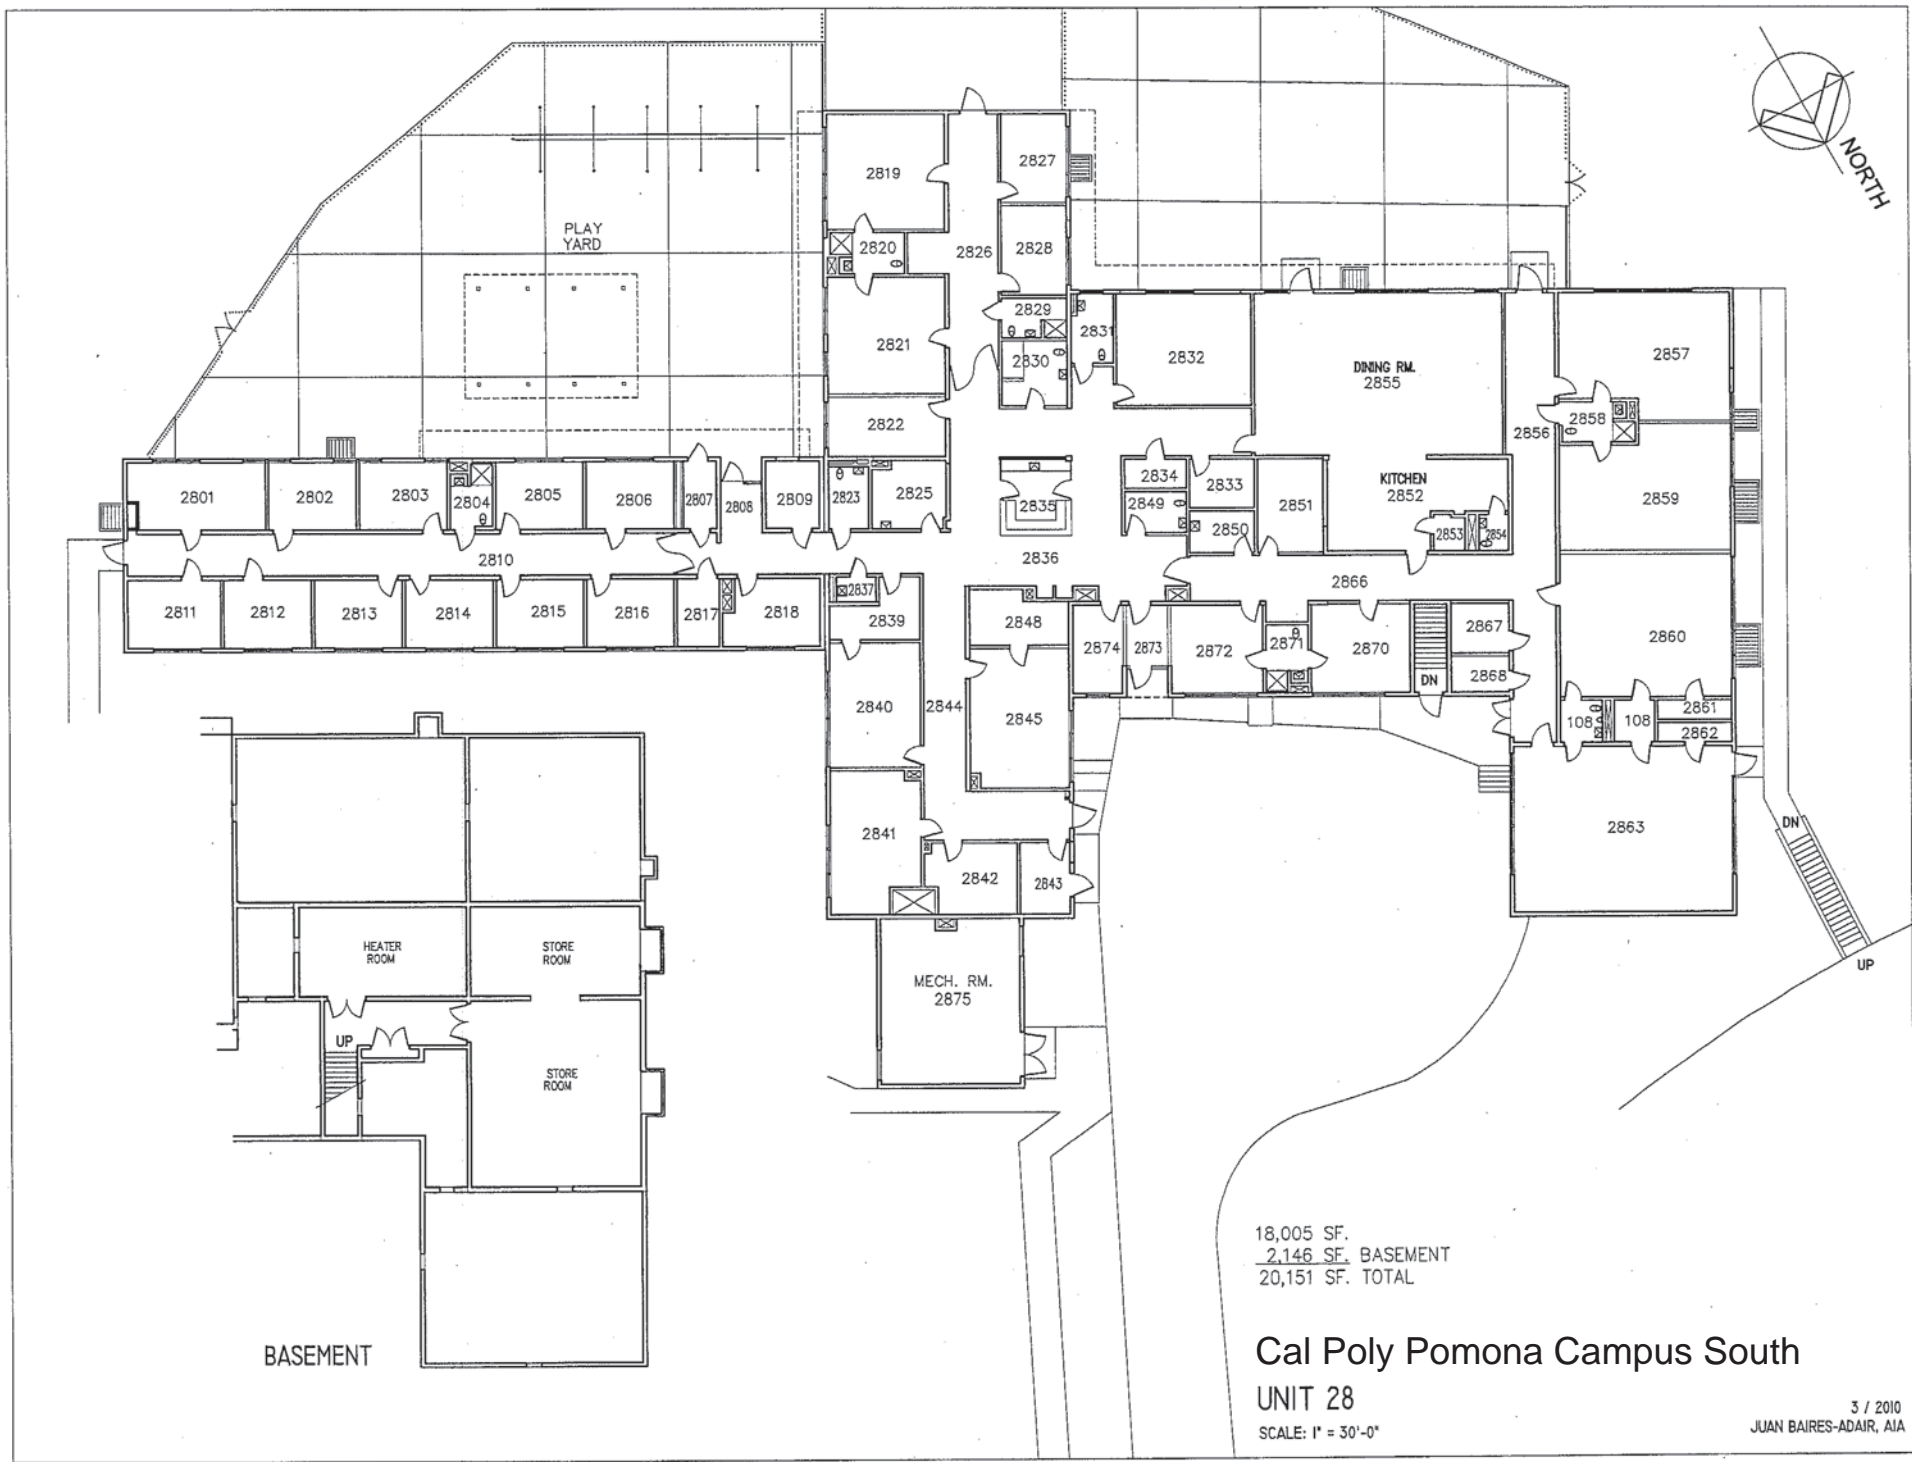 NORTH
2819
2827
PLAY
YARD
2820
2826
2828
2829
2831
2821
2830
2832
DINING RM.
2855
2857
2822
2858
2856
2801
2802
2803
2804
2805
2806
2807
2808
2809
2823
2825
2835
2834
2833
2849
2850
2851
KITCHEN
2852
2853
2854
2859
2810
2836
2866
2811
2812
2813
2814
2815
2816
2817
2818
2837
2839
2848
2874
2873
2872
2871
2870
DN
2867
2868
2860
2840
2844
2845
108
108
2861
2862
2841
2842
2843
2863
DN
UP
HEATER
ROOM
STORE
ROOM
MECH. RM.
2875
UP
STORE
ROOM
18,005 SF.
2,146 SF. BASEMENT
20,151 SF. TOTAL
BASEMENT
Cal Poly Pomona Campus South
UNIT 28
SCALE: 1" = 30'-0"
3 / 2010
JUAN BAIRES-ADAIR, AIA